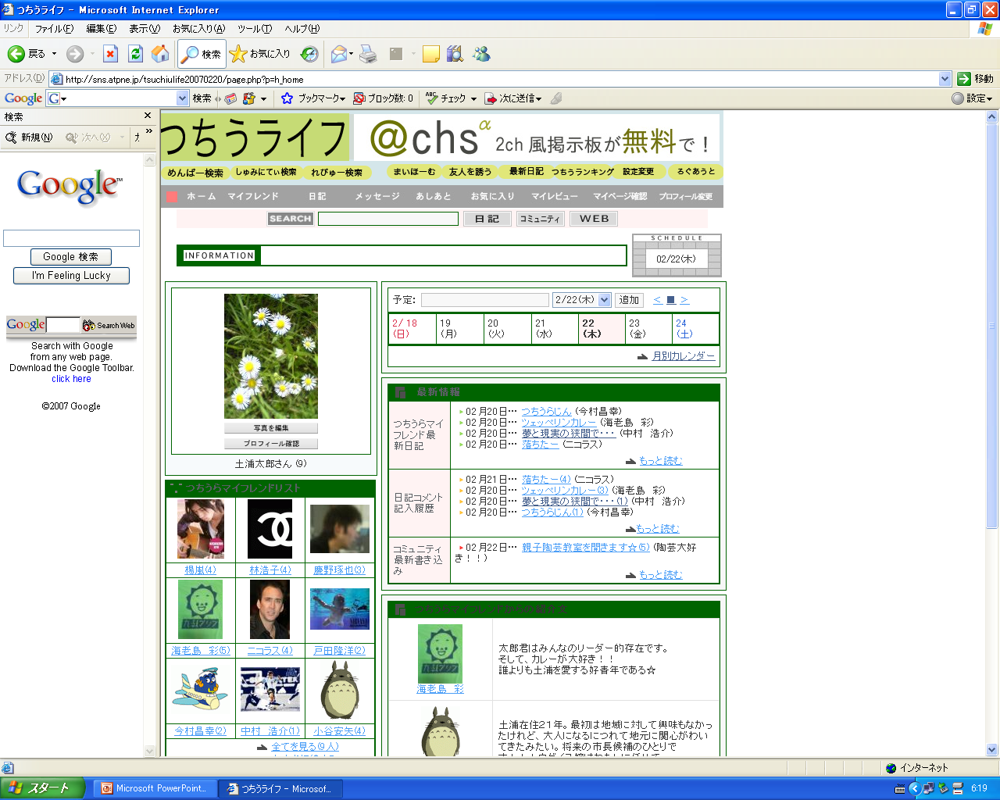 つちうライフ - Microsoft Internet Explorer
リンク ファイル(F) 編集(E) 表示(V) お気に入り(A) ツール(T) ヘルプ(H)
戻る 検索 お気に入り
アドレス(D) http://sns.atpne.jp/tsuchiulife20070220/page.php?p=h_home 移動
Google G 検索 ブックマーク ブロック数: 0 ABC チェック 次に送信 設定
検索
新規(N) 次へ(X)
Google™
Google 検索
I'm Feeling Lucky
Google Search Web
Search with Google
from any web page.
Download the Google Toolbar.
click here
©2007 Google
つちうライフ @chsα 2ch 風掲示板が無料で!
めんばー検索 しゅみにてぃ検索 れびゅー検索 まいほーむ 友人を誘う 最新日記 つちうランキング 設定変更 ろぐあうと
ホーム マイフレンド 日記 メッセージ あしあと お気に入り マイレビュー マイページ確認 プロフィール変更
SEARCH 日記 コミュニティ WEB
INFORMATION
SCHEDULE
02/22(木)
写真を編集
プロフィール確認
土浦太郎さん (9)
つちうらマイフレンドリスト
楊嵐(4) 林浩子(4) 慶野琢也(3)
海老島 彩(5) ニコラス(4) 戸田隆洋(2)
今村昌幸(2) 中村 浩介(1) 小谷安矢(4)
全てを見る(9人)
予定: 2/22(木) 追加 < ■ >
2/18 (日) 19 (月) 20 (火) 21 (水) 22 (木) 23 (金) 24 (土)
月別カレンダー
最新情報
つちうらマイフレンド最新日記
02月20日… つちうらじん (今村昌幸)
02月20日… ツェッペリンカレー (海老島 彩)
02月20日… 夢と現実の狭間で・・・ (中村 浩介)
02月20日… 落ちたー (ニコラス)
もっと読む
日記コメント記入履歴
02月21日… 落ちたー(4) (ニコラス)
02月20日… ツェッペリンカレー(3) (海老島 彩)
02月20日… 夢と現実の狭間で・・・(1) (中村 浩介)
02月20日… つちうらじん(1) (今村昌幸)
もっと読む
コミュニティ最新書き込み
02月22日… 親子陶芸教室を開きます☆(5) (陶芸大好き!!)
もっと読む
つちうらマイフレンドからの紹介文
海老島 彩
太郎君はみんなのリーダー的存在です。
そして、カレーが大好き!!
誰よりも土浦を愛する好青年である☆
土浦在住21年。最初は地域に対して興味もなかっ
たけれど、大人になるにつれて地元に関心がわい
てきたみたい。将来の市長候補のひとりで
インターネット
スタート Microsoft PowerPoint... つちうライフ - Microsof... 6:19